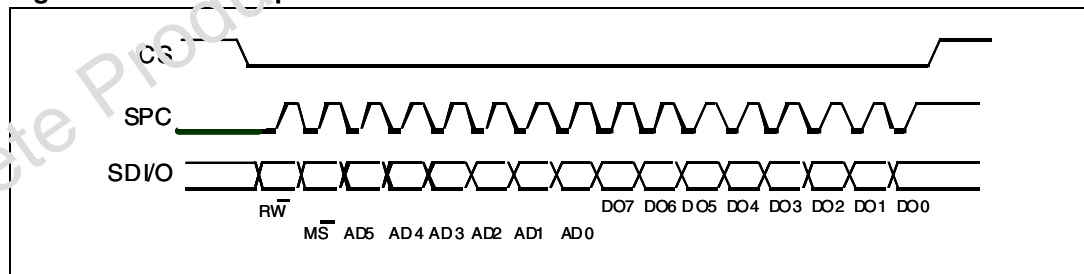 CS
SPC
SDI/O
RW
DO7 DO6 DO5 DO4 DO3 DO2 DO1 DO0
MS AD5 AD4 AD3 AD2 AD1 AD0